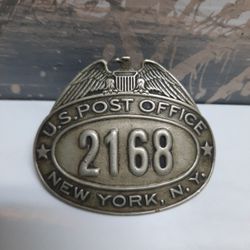 U.S. POST OFFICE
2168
NEW YORK, N.Y.